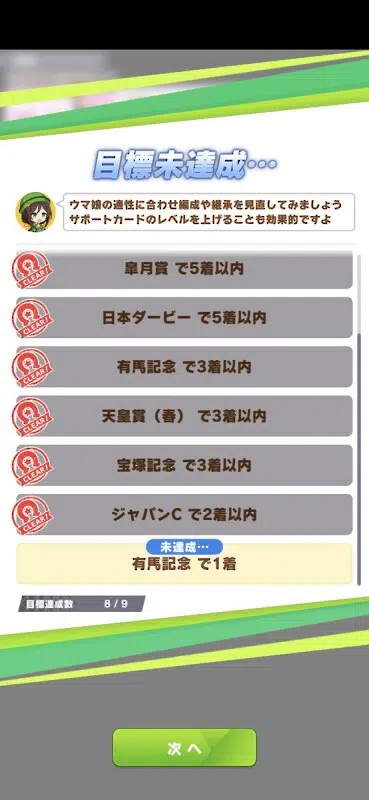 目標未達成…
ウマ娘の適性に合わせ編成や継承を見直してみましょう
サポートカードのレベルを上げることも効果的ですよ
皐月賞 で5着以内
CLEAR!
日本ダービー で5着以内
CLEAR!
有馬記念 で3着以内
CLEAR!
天皇賞（春） で3着以内
CLEAR!
宝塚記念 で3着以内
CLEAR!
ジャパンC で2着以内
CLEAR!
未達成…
有馬記念 で1着
目標達成数 8 / 9
次へ